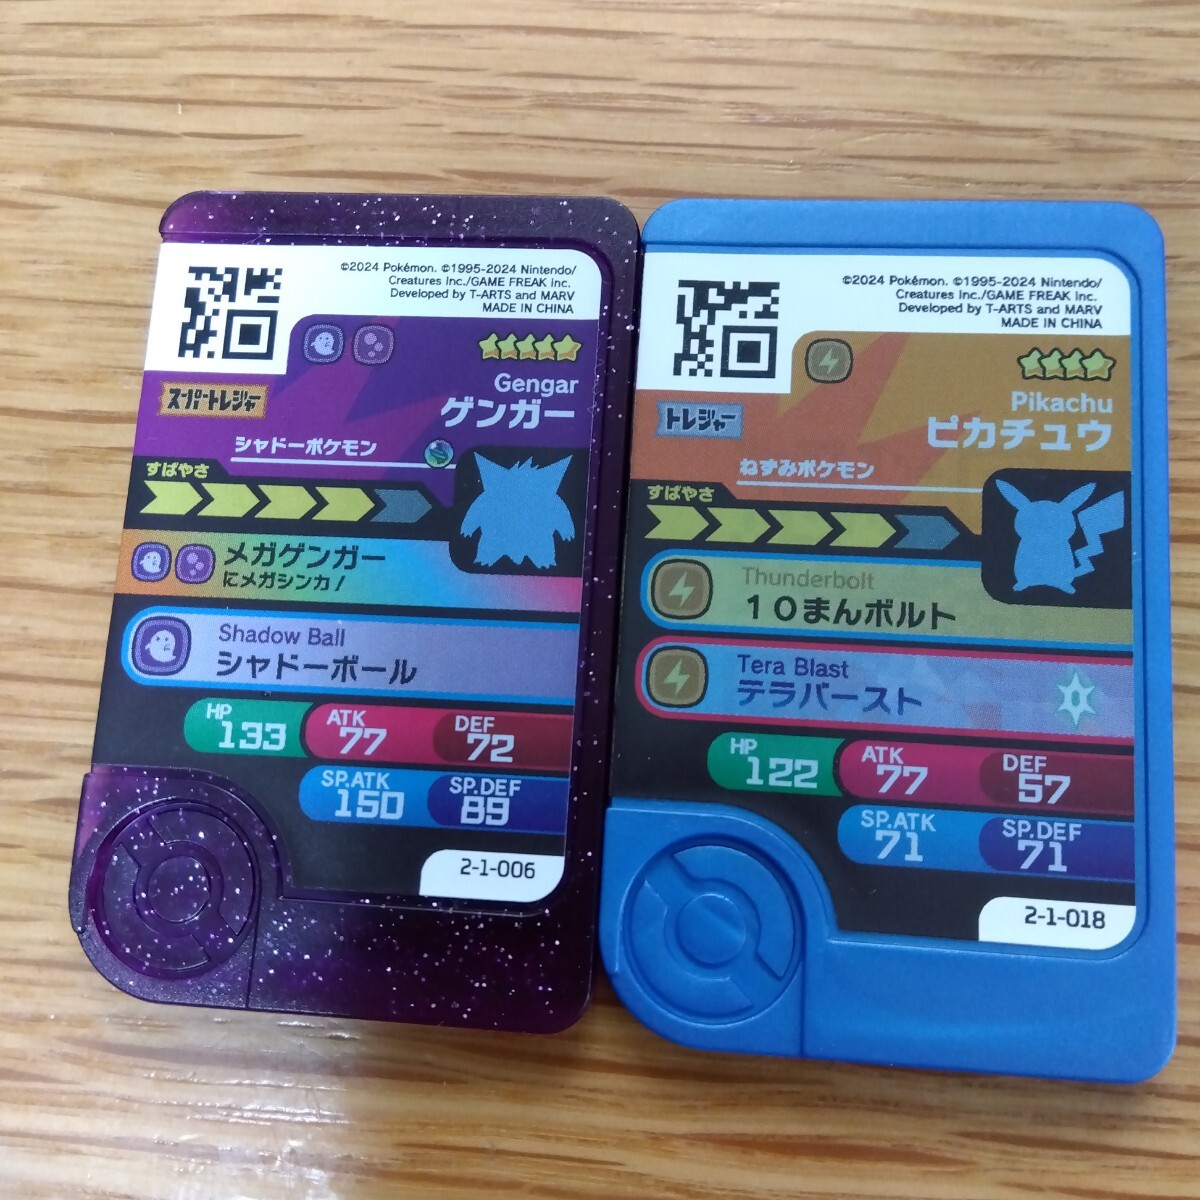 ©2024 Pokémon. ©1995-2024 Nintendo/
Creatures Inc./GAME FREAK inc.
Developed by T-ARTS and MARV
MADE IN CHINA
スーパートレジャー
Gengar
ゲンガー
シャドーポケモン
すばやさ
メガゲンガー
にメガシンカ!
Shadow Ball
シャドーボール
HP 133
ATK 77
DEF 72
SP.ATK 150
SP.DEF 89
2-1-006
©2024 Pokémon. ©1995-2024 Nintendo/
Creatures Inc./GAME FREAK inc.
Developed by T-ARTS and MARV
MADE IN CHINA
トレジャー
Pikachu
ピカチュウ
ねずみポケモン
すばやさ
Thunderbolt
10まんボルト
Tera Blast
テラバースト
HP 122
ATK 77
DEF 57
SP.ATK 71
SP.DEF 71
2-1-018